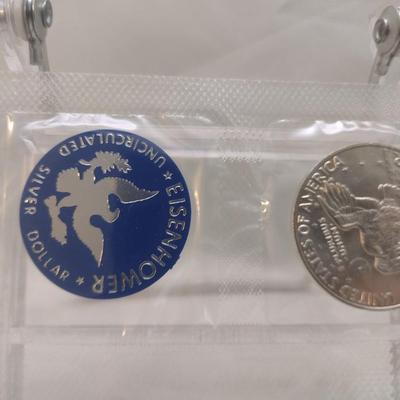 EISENHOWER
★ UNCIRCULATED SILVER DOLLAR ★
UNITED STATES OF AMERICA